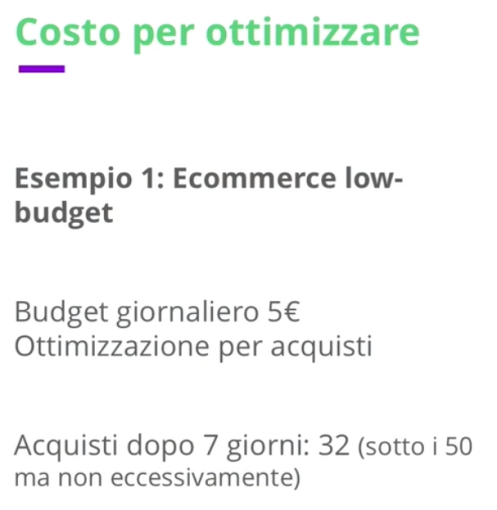 Costo per ottimizzare
Esempio 1: Ecommerce low-
budget
Budget giornaliero 5€
Ottimizzazione per acquisti
Acquisti dopo 7 giorni: 32 (sotto i 50
ma non eccessivamente)